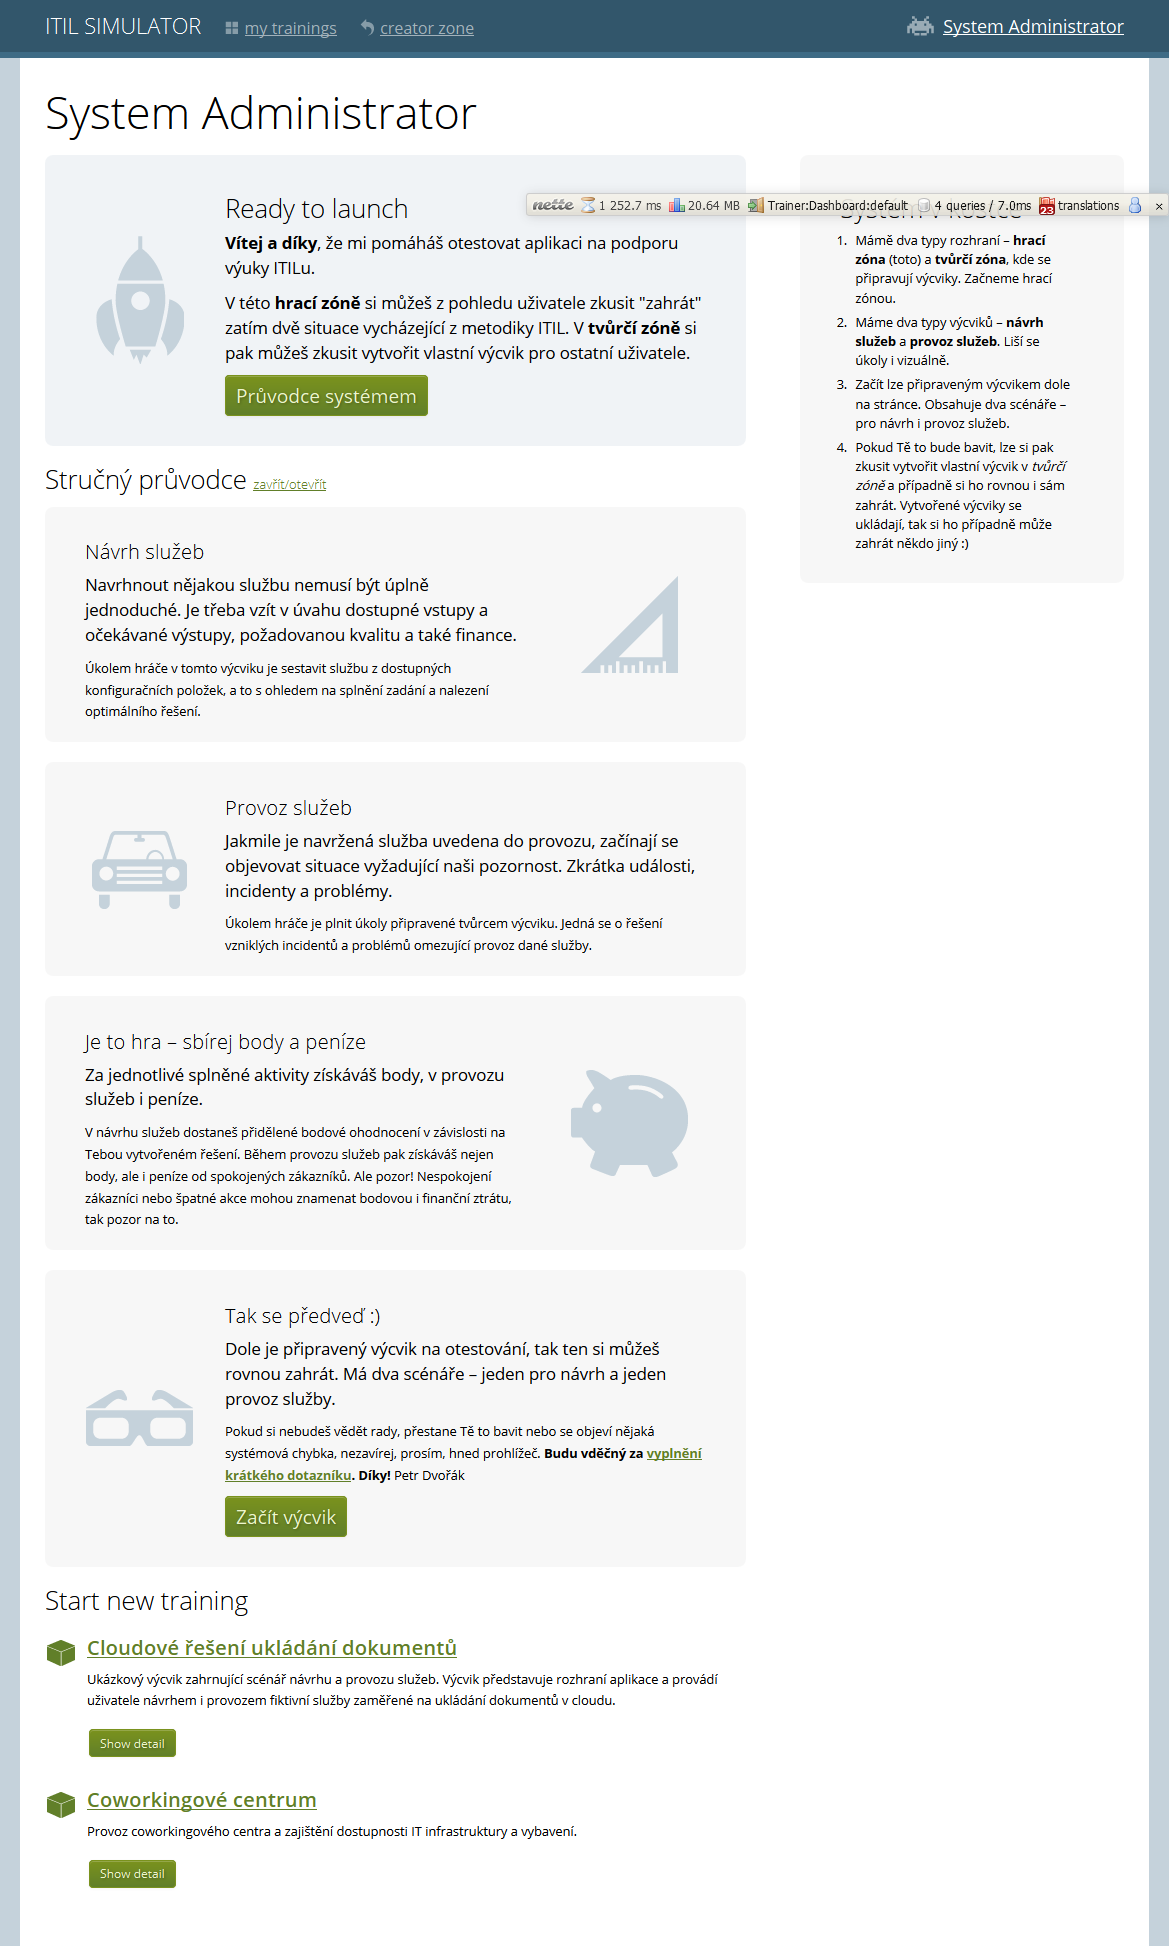 ITIL SIMULATOR my trainings creator zone System Administrator
System Administrator
Ready to launch
Vítej a díky, že mi pomáháš otestovat aplikaci na podporu
výuky ITILu.
V této hrací zóně si můžeš z pohledu uživatele zkusit "zahrát"
zatím dvě situace vycházející z metodiky ITIL. V tvůrčí zóně si
pak můžeš zkusit vytvořit vlastní výcvik pro ostatní uživatele.
Průvodce systémem
nette 1 252.7 ms 20.64 MB Trainer:Dashboard:default 4 queries / 7.0ms 23 translations ×
System v kostce
1. Mámě dva typy rozhraní – hrací
zóna (toto) a tvůrčí zóna, kde se
připravují výcviky. Začneme hrací
zónou.
2. Máme dva typy výcviků – návrh
služeb a provoz služeb. Liší se
úkoly i vizuálně.
3. Začít lze připraveným výcvikem dole
na stránce. Obsahuje dva scénáře –
pro návrh i provoz služeb.
4. Pokud Tě to bude bavit, lze si pak
zkusit vytvořit vlastní výcvik v tvůrčí
zóně a případně si ho rovnou i sám
zahrát. Vytvořené výcviky se
ukládají, tak si ho případně může
zahrát někdo jiný :)
Stručný průvodce zavřít/otevřít
Návrh služeb
Navrhnout nějakou službu nemusí být úplně
jednoduché. Je třeba vzít v úvahu dostupné vstupy a
očekávané výstupy, požadovanou kvalitu a také finance.
Úkolem hráče v tomto výcviku je sestavit službu z dostupných
konfiguračních položek, a to s ohledem na splnění zadání a nalezení
optimálního řešení.
Provoz služeb
Jakmile je navržená služba uvedena do provozu, začínají se
objevovat situace vyžadující naši pozornost. Zkrátka události,
incidenty a problémy.
Úkolem hráče je plnit úkoly připravené tvůrcem výcviku. Jedná se o řešení
vzniklých incidentů a problémů omezující provoz dané služby.
Je to hra – sbírej body a peníze
Za jednotlivé splněné aktivity získáváš body, v provozu
služeb i peníze.
V návrhu služeb dostaneš přidělené bodové ohodnocení v závislosti na
Tebou vytvořeném řešení. Během provozu služeb pak získáváš nejen
body, ale i peníze od spokojených zákazníků. Ale pozor! Nespokojení
zákazníci nebo špatné akce mohou znamenat bodovou i finanční ztrátu,
tak pozor na to.
Tak se předveď :)
Dole je připravený výcvik na otestování, tak ten si můžeš
rovnou zahrát. Má dva scénáře – jeden pro návrh a jeden
provoz služby.
Pokud si nebudeš vědět rady, přestane Tě to bavit nebo se objeví nějaká
systémová chybka, nezavírej, prosím, hned prohlížeč. Budu vděčný za vyplnění
krátkého dotazníku. Díky! Petr Dvořák
Začít výcvik
Start new training
Cloudové řešení ukládání dokumentů
Ukázkový výcvik zahrnující scénář návrhu a provozu služeb. Výcvik představuje rozhraní aplikace a provádí
uživatele návrhem i provozem fiktivní služby zaměřené na ukládání dokumentů v cloudu.
Show detail
Coworkingové centrum
Provoz coworkingového centra a zajištění dostupnosti IT infrastruktury a vybavení.
Show detail